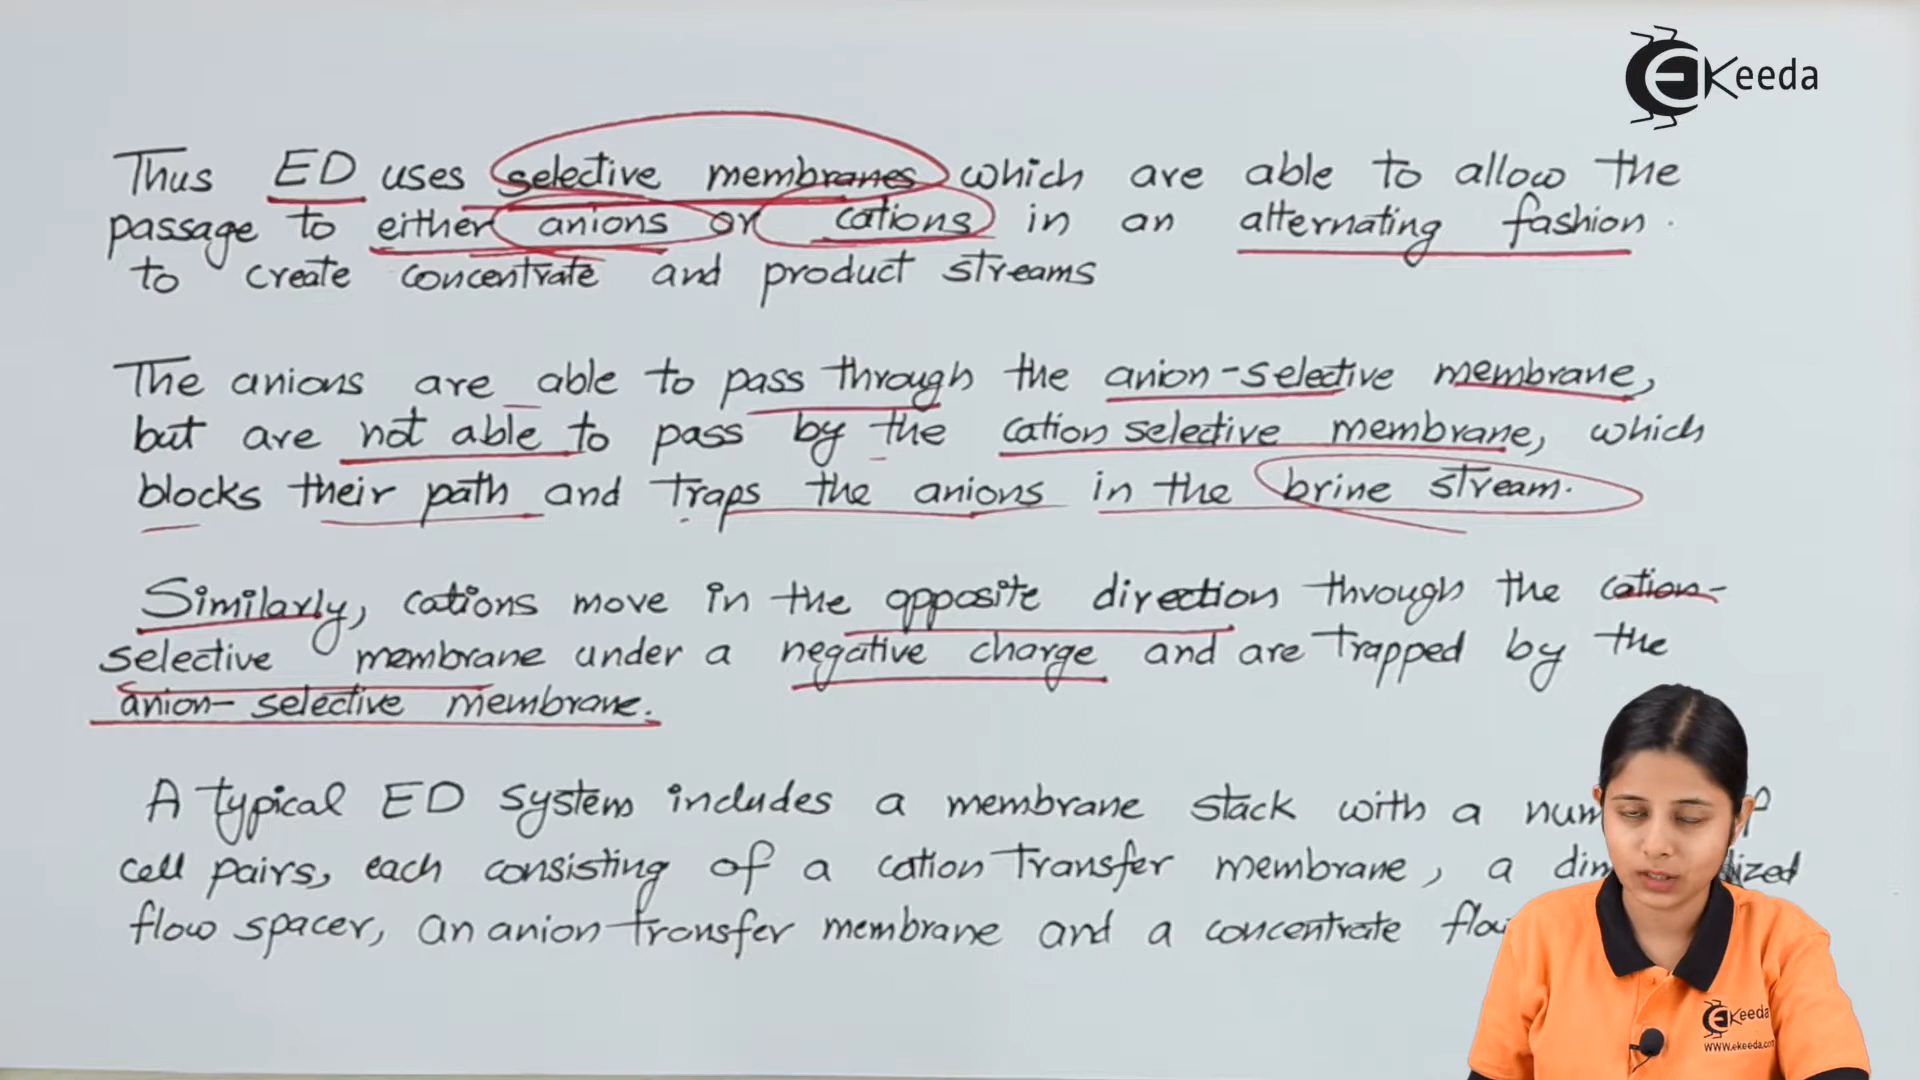 EKeeda
Thus ED uses selective membranes which are able to allow the
passage to either anions or cations in an alternating fashion.
to create concentrate and product streams
The anions are able to pass through the anion-selective membrane,
but are not able to pass by the cation selective membrane, which
blocks their path and traps the anions in the brine stream.
Similarly, cations move in the opposite direction through the cation-
selective membrane under a negative charge and are trapped by the
anion-selective membrane.
A typical ED system includes a membrane stack with a
cell pairs, each consisting of a cation transfer membrane, a
flow spacer, an anion transfer membrane and a concentrate
EKeeda